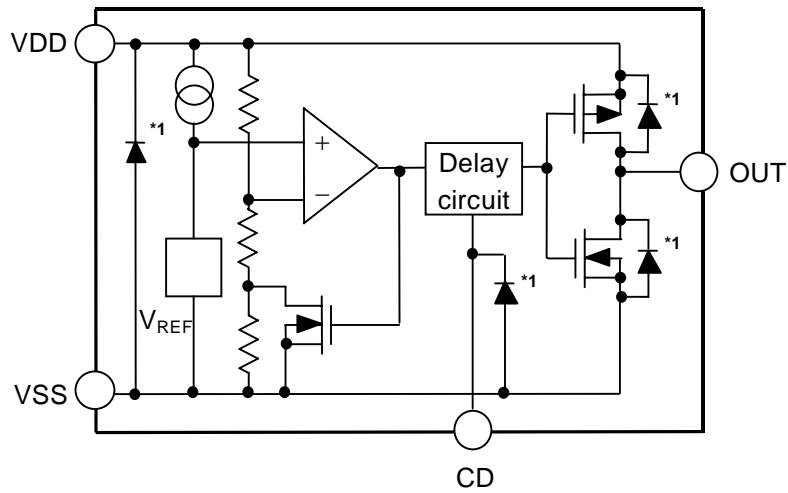 VDD
*1
*1
+
−
Delay
circuit
OUT
*1
*1
VREF
VSS
CD